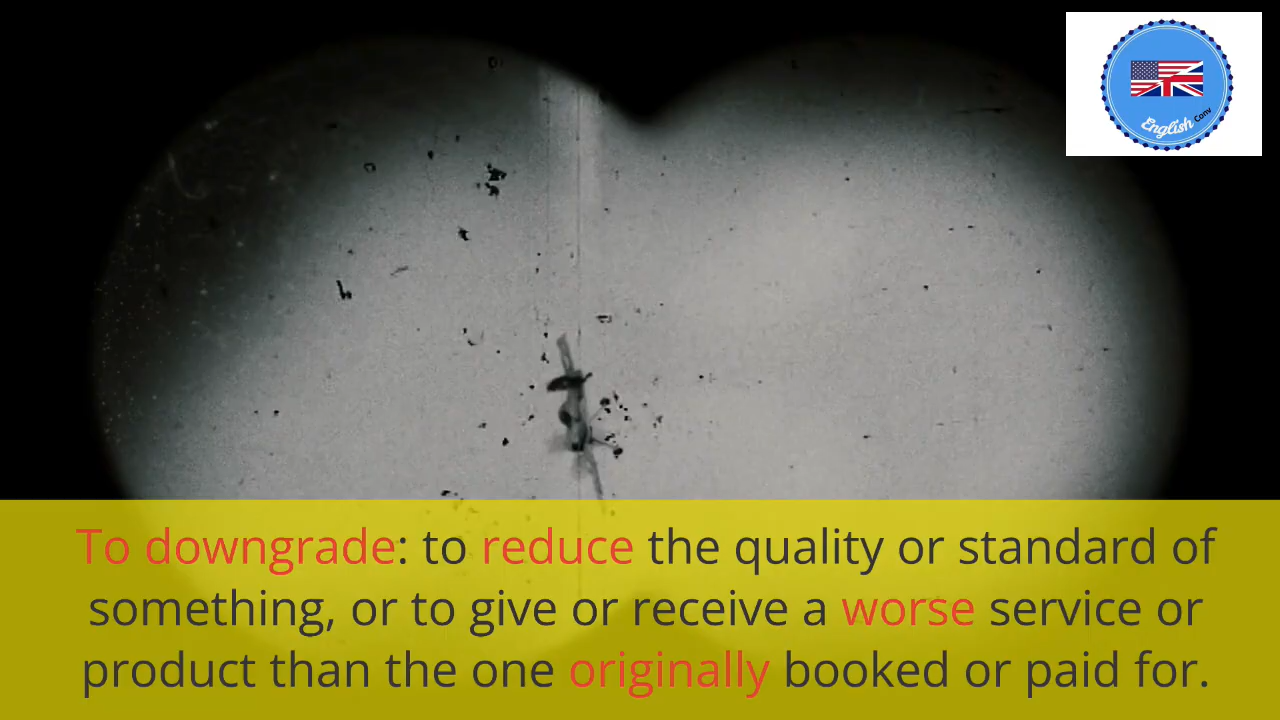 English Conv
To downgrade: to reduce the quality or standard of
something, or to give or receive a worse service or
product than the one originally booked or paid for.